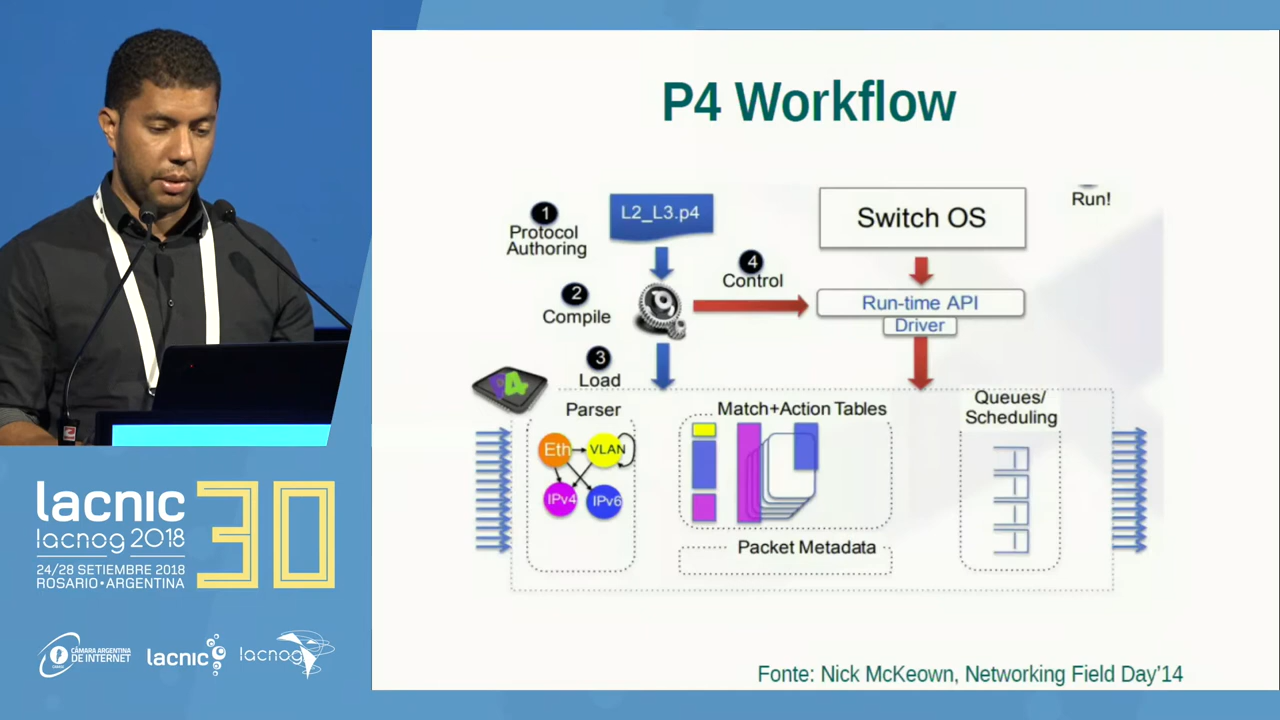 P4 Workflow
1
Protocol
Authoring
L2_L3.p4
Switch OS
Run!
2
Compile
4
Control
Run-time API
Driver
3
Load
P4
Parser
Match+Action Tables
Queues/
Scheduling
Eth
VLAN
IPv4
IPv6
Packet Metadata
Fonte: Nick McKeown, Networking Field Day'14
lacnic 30
lacnog 2018
24/28 SETIEMBRE 2018
ROSARIO • ARGENTINA
CÁMARA ARGENTINA
DE INTERNET
lacnic
lacnog